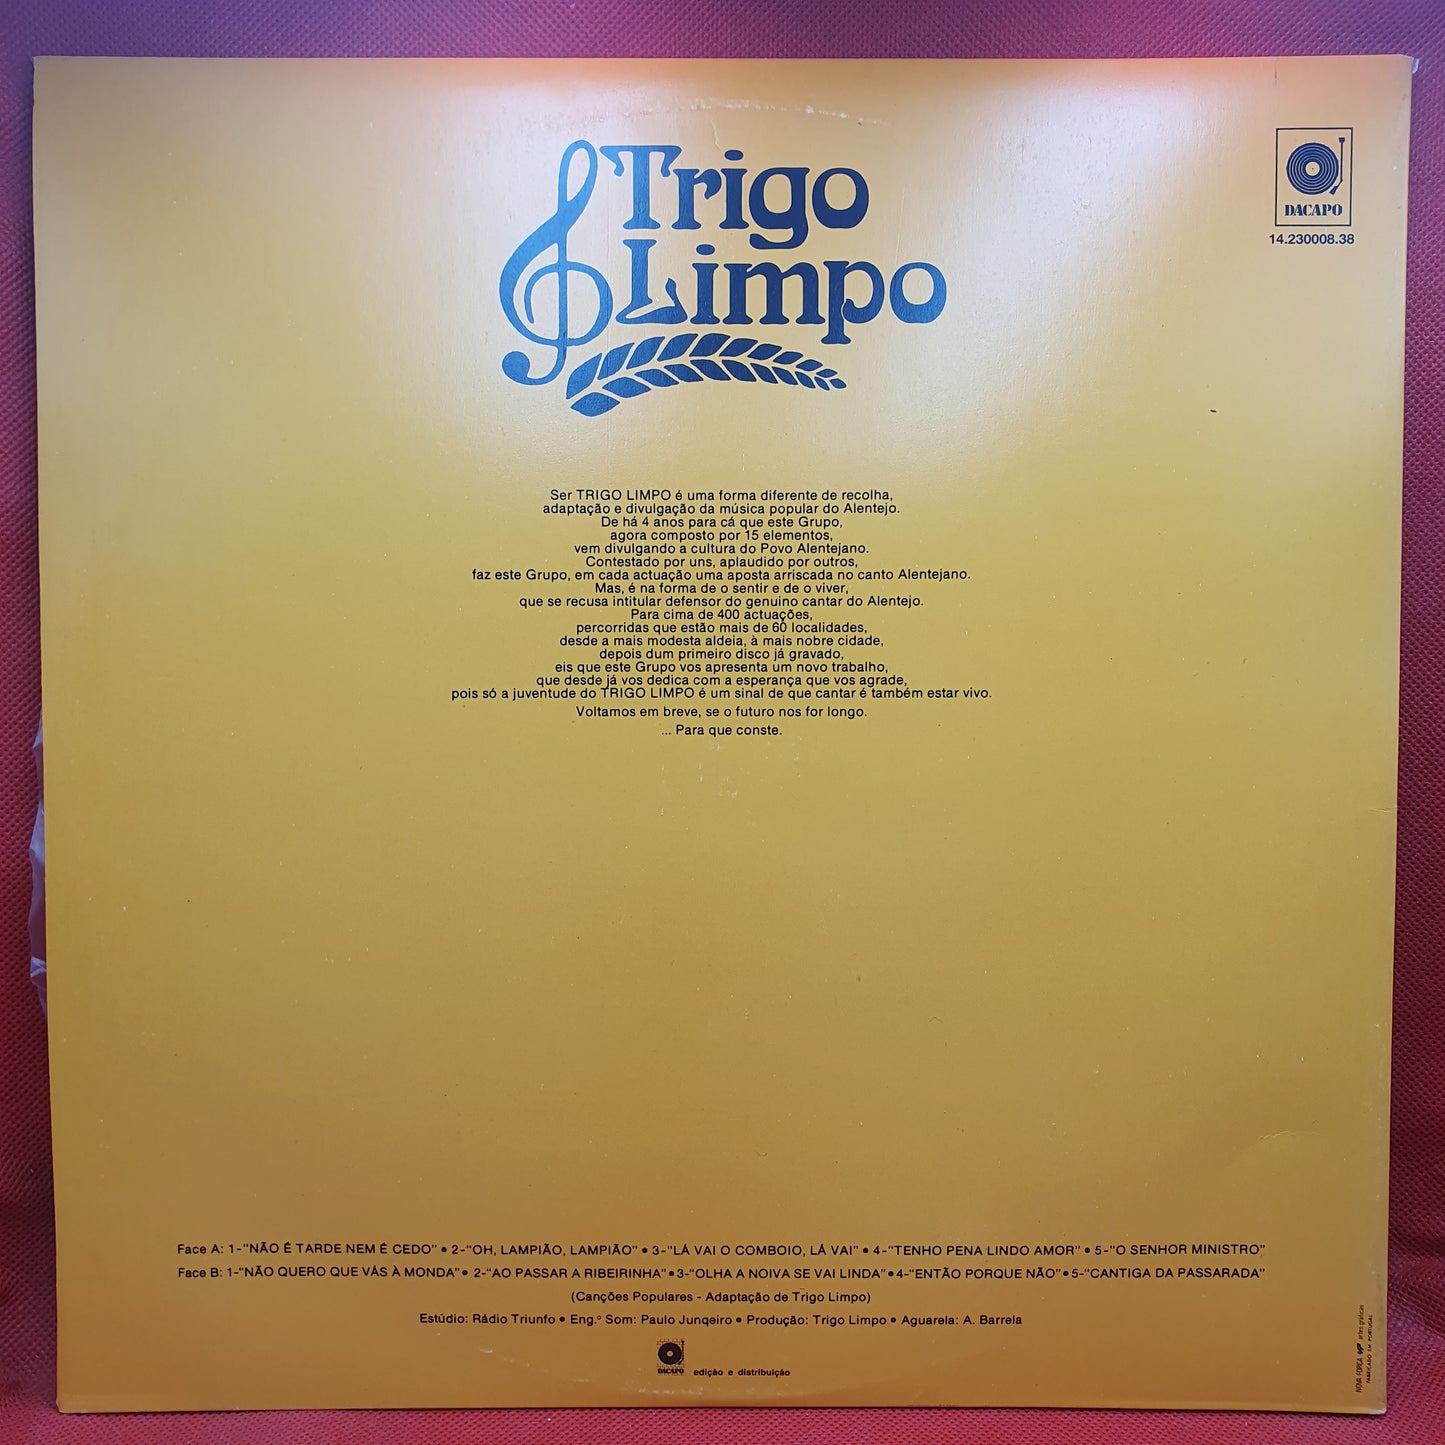 Trigo
Limpo
DACAPO
14.230008.38
Ser TRIGO LIMPO é uma forma diferente de recolha,
adaptação e divulgação da música popular do Alentejo.
De há 4 anos para cá que este Grupo,
agora composto por 15 elementos,
vem divulgando a cultura do Povo Alentejano.
Contestado por uns, aplaudido por outros,
faz este Grupo, em cada actuação uma aposta arriscada no canto Alentejano.
Mas, é na forma de o sentir e de o viver,
que se recusa intitular defensor do genuino cantar do Alentejo.
Para cima de 400 actuações,
percorridas que estão mais de 60 localidades,
desde a mais modesta aldeia, à mais nobre cidade,
depois dum primeiro disco já gravado,
eis que este Grupo vos apresenta um novo trabalho,
que desde já vos dedica com a esperança que vos agrade,
pois só a juventude do TRIGO LIMPO é um sinal de que cantar é também estar vivo.
Voltamos em breve, se o futuro nos for longo.
... Para que conste.
Face A: 1-"NÃO É TARDE NEM É CEDO" • 2-"OH, LAMPIÃO, LAMPIÃO" • 3-"LÁ VAI O COMBOIO, LÁ VAI" • 4-"TENHO PENA LINDO AMOR" • 5-"O SENHOR MINISTRO"
Face B: 1-"NÃO QUERO QUE VÁS À MONDA" • 2-"AO PASSAR A RIBEIRINHA" • 3-"OLHA A NOIVA SE VAI LINDA" • 4-"ENTÃO PORQUE NÃO" • 5-"CANTIGA DA PASSARADA"
(Canções Populares - Adaptação de Trigo Limpo)
Estúdio: Rádio Triunfo • Eng.º Som: Paulo Junqeiro • Produção: Trigo Limpo • Aguarela: A. Barrela
DACAPO edição e distribuição
NOVA FORÇA artes gráficas
FABRICADO EM PORTUGAL